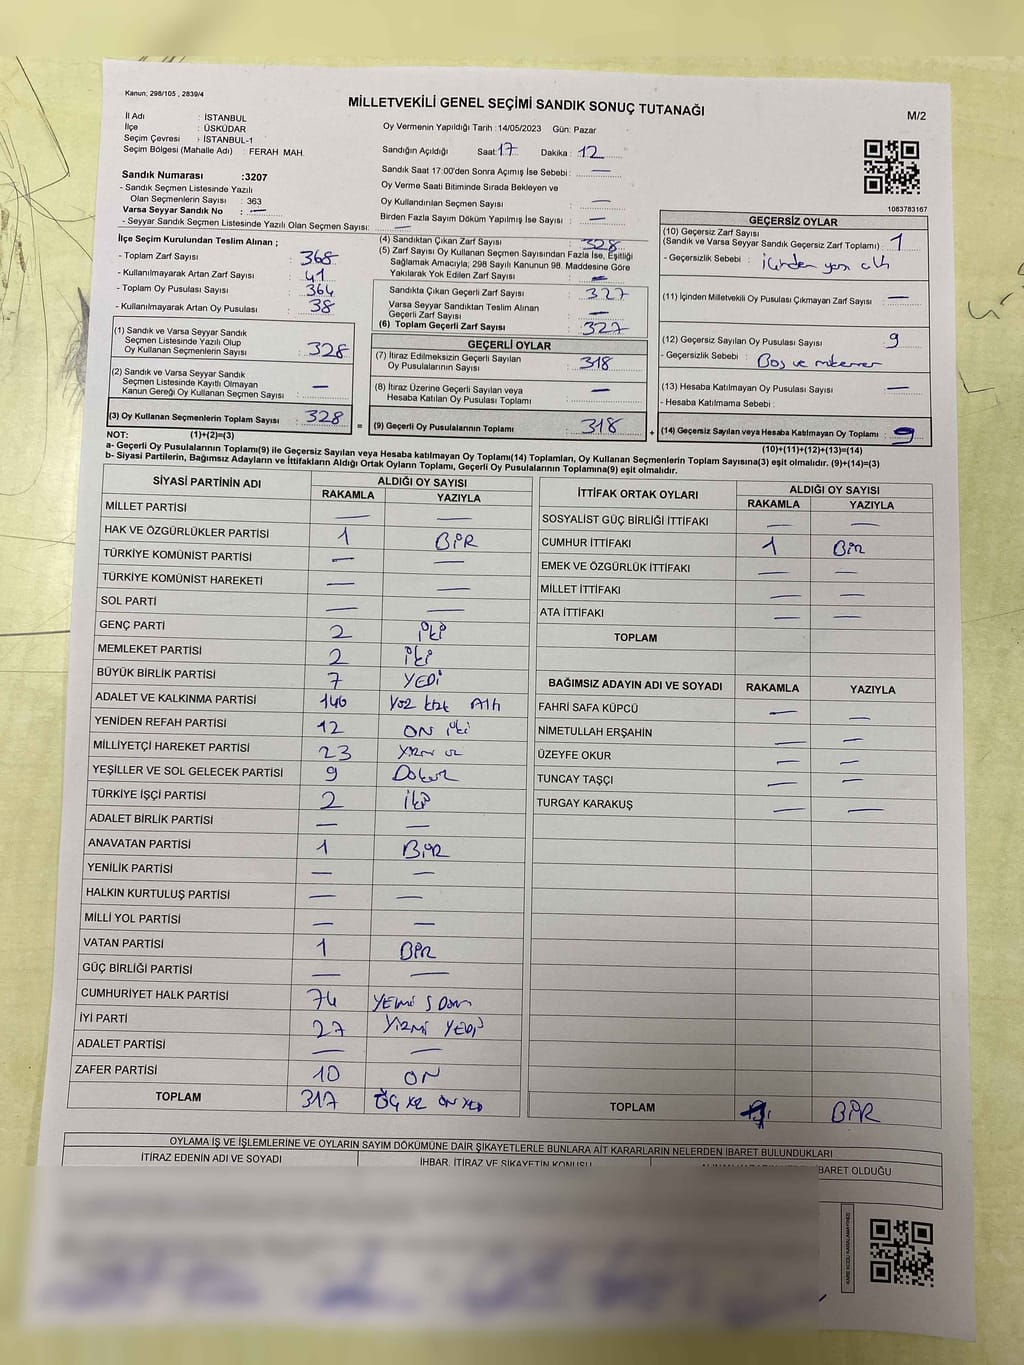 Kanun; 298/105 , 2839/4
MİLLETVEKİLİ GENEL SEÇİMİ SANDIK SONUÇ TUTANAĞI
M/2
İl Adı : İSTANBUL
İlçe : ÜSKÜDAR
Seçim Çevresi : İSTANBUL-1
Seçim Bölgesi (Mahalle Adı) : FERAH MAH.
Oy Vermenin Yapıldığı Tarih : 14/05/2023 Gün: Pazar
Sandığın Açıldığı Saat: 17 Dakika : 12
Sandık Saat 17:00'den Sonra Açımış İse Sebebi : —
Oy Verme Saati Bitiminde Sırada Bekleyen ve
Oy Kullandırılan Seçmen Sayısı : —
Birden Fazla Sayım Döküm Yapılmış İse Sayısı : —
1083783167
Sandık Numarası :3207
- Sandık Seçmen Listesinde Yazılı
Olan Seçmenlerin Sayısı : 363
Varsa Seyyar Sandık No : —
- Seyyar Sandık Seçmen Listesinde Yazılı Olan Seçmen Sayısı: —
İlçe Seçim Kurulundan Teslim Alınan ;
- Toplam Zarf Sayısı : 368
- Kullanılmayarak Artan Zarf Sayısı : 41
- Toplam Oy Pusulası Sayısı : 364
- Kullanılmayarak Artan Oy Pusulası : 38
(1) Sandık ve Varsa Seyyar Sandık
Seçmen Listesinde Yazılı Olup
Oy Kullanan Seçmenlerin Sayısı : 328
(2) Sandık ve Varsa Seyyar Sandık
Seçmen Listesinde Kayıtlı Olmayan
Kanun Gereği Oy Kullanan Seçmen Sayısı : —
(3) Oy Kullanan Seçmenlerin Toplam Sayısı : 328
(4) Sandıktan Çıkan Zarf Sayısı : 328
(5) Zarf Sayısı Oy Kullanan Seçmen Sayısından Fazla İse, Eşitliği
Sağlamak Amacıyla, 298 Sayılı Kanunun 98. Maddesine Göre
Yakılarak Yok Edilen Zarf Sayısı : —
Sandıkta Çıkan Geçerli Zarf Sayısı : 327
Varsa Seyyar Sandıktan Teslim Alınan
Geçerli Zarf Sayısı : —
(6) Toplam Geçerli Zarf Sayısı : 327
GEÇERLİ OYLAR
(7) İtiraz Edilmeksizin Geçerli Sayılan
Oy Pusulalarının Sayısı : 318
(8) İtiraz Üzerine Geçerli Sayılan veya
Hesaba Katılan Oy Pusulası Toplamı : —
= (9) Geçerli Oy Pusulalarının Toplamı : 318
GEÇERSİZ OYLAR
(10) Geçersiz Zarf Sayısı
(Sandık ve Varsa Seyyar Sandık Geçersiz Zarf Toplamı) : 1
- Geçersizlik Sebebi : içinden
(11) İçinden Milletvekili Oy Pusulası Çıkmayan Zarf Sayısı : —
(12) Geçersiz Sayılan Oy Pusulası Sayısı : 9
- Geçersizlik Sebebi : Boş ve mükerrer
(13) Hesaba Katılmayan Oy Pusulası Sayısı : —
- Hesaba Katılmama Sebebi :
+ (14) Geçersiz Sayılan veya Hesaba Katılmayan Oy Toplamı : 9
NOT: (1)+(2)=(3)
(10)+(11)+(12)+(13)=(14)
a- Geçerli Oy Pusulaları Toplamı(9) ile Geçersiz Sayılan veya Hesaba katılmayan Oy Toplamı(14) Toplamları, Oy Kullanan Seçmenlerin Toplam Sayısına(3) eşit olmalıdır. (9)+(14)=(3)
b- Siyasi Partilerin, Bağımsız Adayların ve İttifakların Aldığı Ortak Oyların Toplamı, Geçerli Oy Pusulalarının Toplamına(9) eşit olmalıdır.
SİYASİ PARTİNİN ADI ALDIĞI OY SAYISI
RAKAMLA YAZIYLA
MİLLET PARTİSİ — —
HAK VE ÖZGÜRLÜKLER PARTİSİ 1 BİR
TÜRKİYE KOMÜNİST PARTİSİ — —
TÜRKİYE KOMÜNİST HAREKETİ — —
SOL PARTİ — —
GENÇ PARTİ 2 iki
MEMLEKET PARTİSİ 2 iki
BÜYÜK BİRLİK PARTİSİ 7 YEDİ
ADALET VE KALKINMA PARTİSİ 146 Yüz kırk Altı
YENİDEN REFAH PARTİSİ 12 ON iki
MİLLİYETÇİ HAREKET PARTİSİ 23
YEŞİLLER VE SOL GELECEK PARTİSİ 9 Dokuz
TÜRKİYE İŞÇİ PARTİSİ 2 iki
ADALET BİRLİK PARTİSİ — —
ANAVATAN PARTİSİ 1 BİR
YENİLİK PARTİSİ — —
HALKIN KURTULUŞ PARTİSİ — —
MİLLİ YOL PARTİSİ — —
VATAN PARTİSİ 1 BİR
GÜÇ BİRLİĞİ PARTİSİ — —
CUMHURİYET HALK PARTİSİ 74
İYİ PARTİ 27 YİRMİ YEDİ
ADALET PARTİSİ — —
ZAFER PARTİSİ 10 ON
TOPLAM 317
İTTİFAK ORTAK OYLARI ALDIĞI OY SAYISI
RAKAMLA YAZIYLA
SOSYALİST GÜÇ BİRLİĞİ İTTİFAKI — —
CUMHUR İTTİFAKI 1 BİR
EMEK VE ÖZGÜRLÜK İTTİFAKI — —
MİLLET İTTİFAKI — —
ATA İTTİFAKI — —
TOPLAM
BAĞIMSIZ ADAYIN ADI VE SOYADI RAKAMLA YAZIYLA
FAHRİ SAFA KÜPCÜ — —
NİMETULLAH ERŞAHİN — —
ÜZEYFE OKUR — —
TUNCAY TAŞÇI — —
TURGAY KARAKUŞ — —
TOPLAM BİR
OYLAMA İŞ VE İŞLEMLERİNE VE OYLARIN SAYIM DÖKÜMÜNE DAİR ŞİKAYETLERLE BUNLARA AİT KARARLARIN NELERDEN İBARET BULUNDUKLARI
İTİRAZ EDENİN ADI VE SOYADI İHBAR, İTİRAZ VE ŞİKAYETİN KONUSU
İBARET OLDUĞU